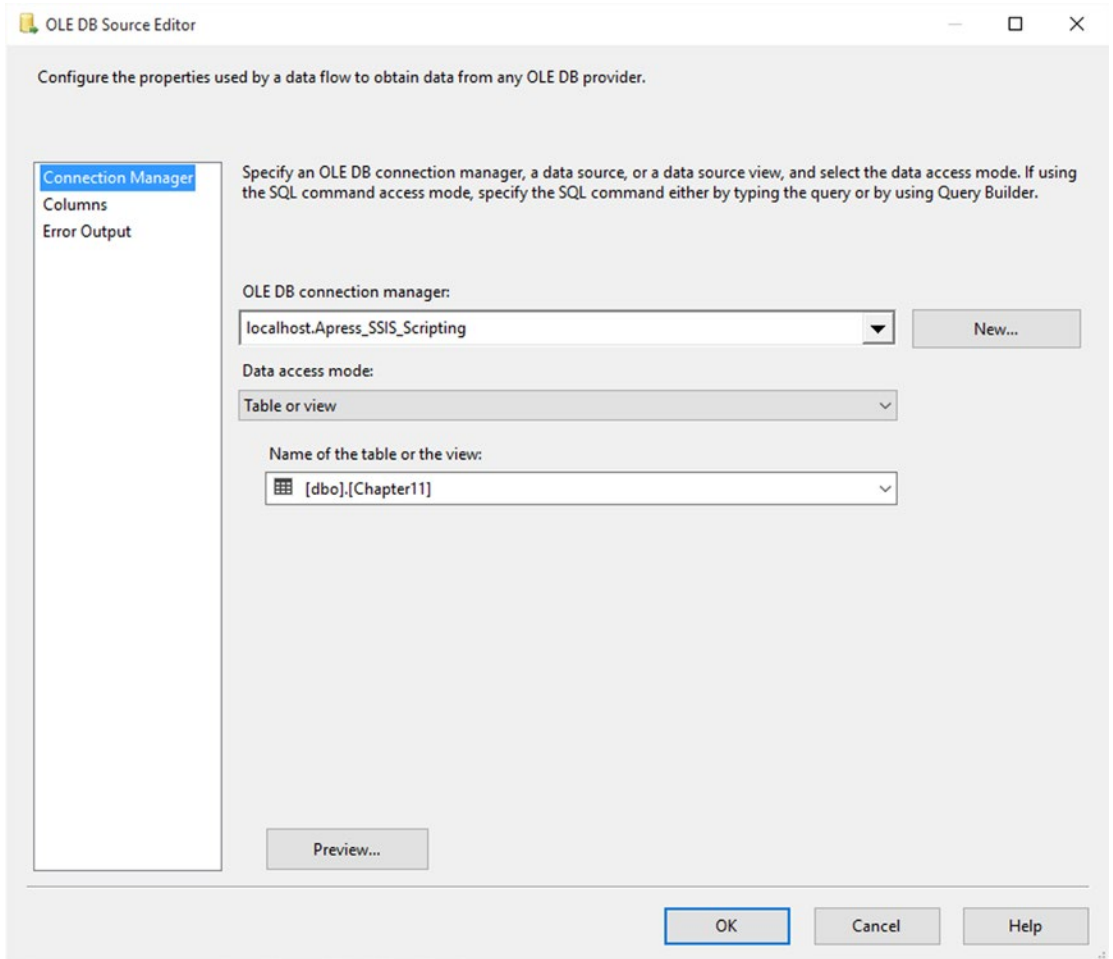 OLE DB Source Editor
Configure the properties used by a data flow to obtain data from any OLE DB provider.
Connection Manager
Columns
Error Output
Specify an OLE DB connection manager, a data source, or a data source view, and select the data access mode. If using
the SQL command access mode, specify the SQL command either by typing the query or by using Query Builder.
OLE DB connection manager:
localhost.Apress_SSIS_Scripting
New...
Data access mode:
Table or view
Name of the table or the view:
[dbo].[Chapter11]
Preview...
OK
Cancel
Help